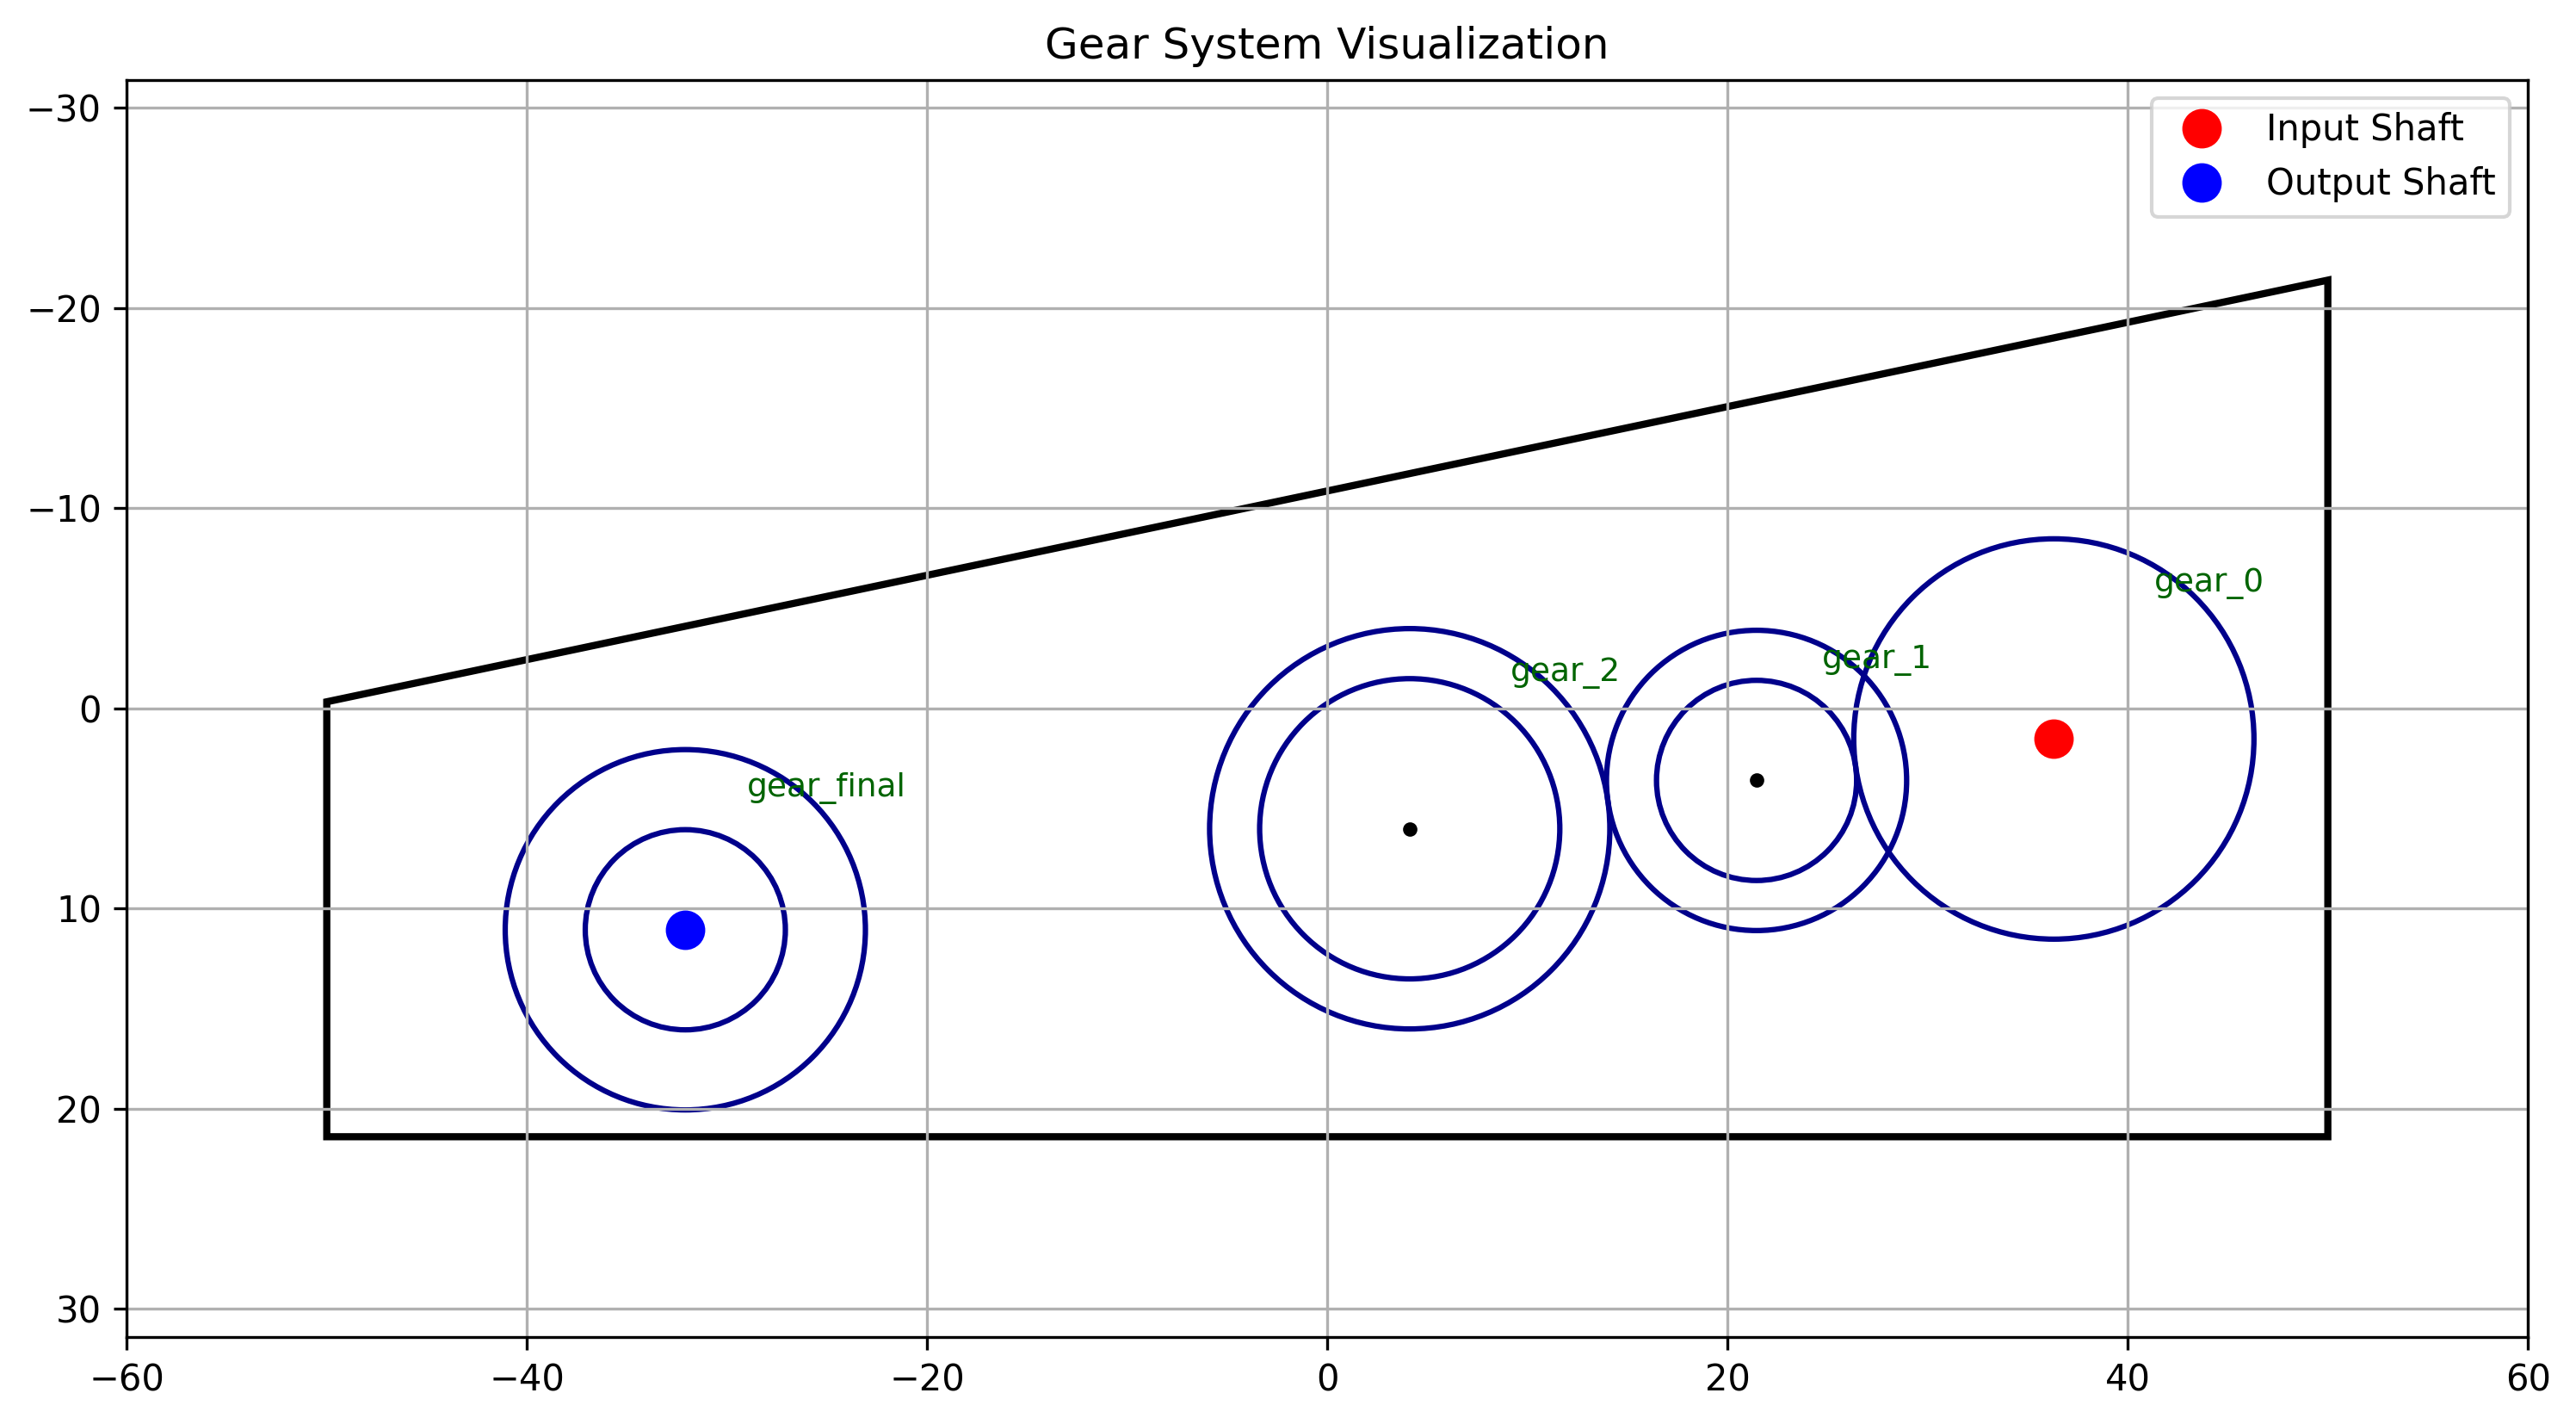 Gear System Visualization
Input Shaft
Output Shaft
−30
−20
−10
0
10
20
30
gear_0
gear_1
gear_2
gear_final
−60
−40
−20
0
20
40
60